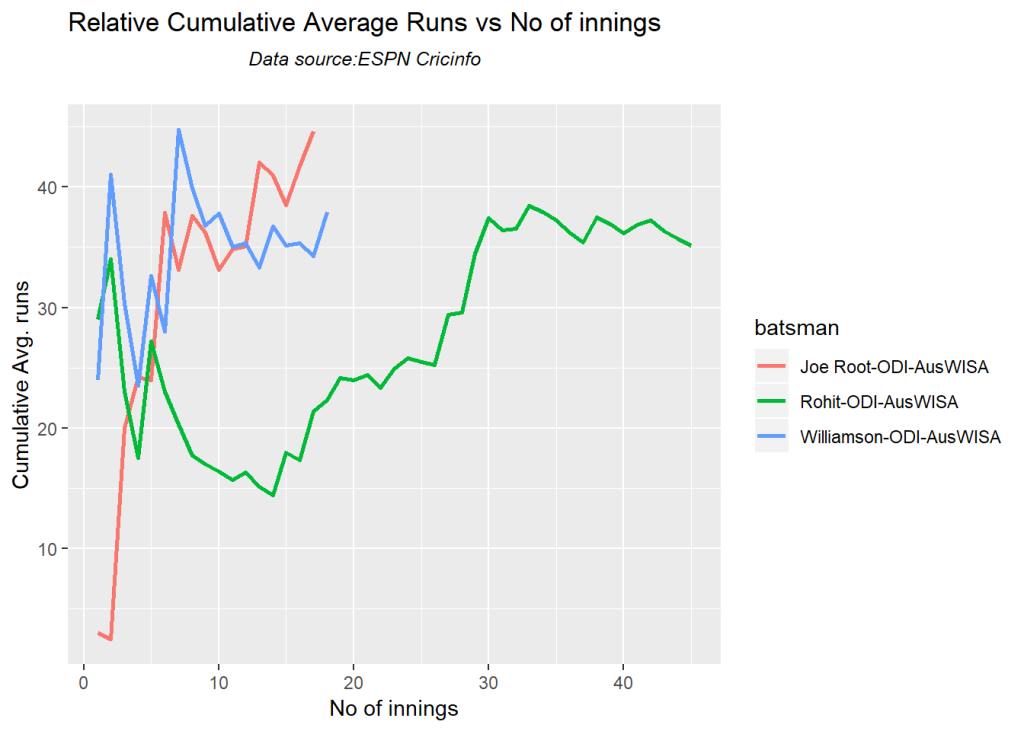 Relative Cumulative Average Runs vs No of innings
Data source:ESPN Cricinfo
Cumulative Avg. runs
40
30
20
10
0
10
20
30
40
No of innings
batsman
Joe Root-ODI-AusWISA
Rohit-ODI-AusWISA
Williamson-ODI-AusWISA